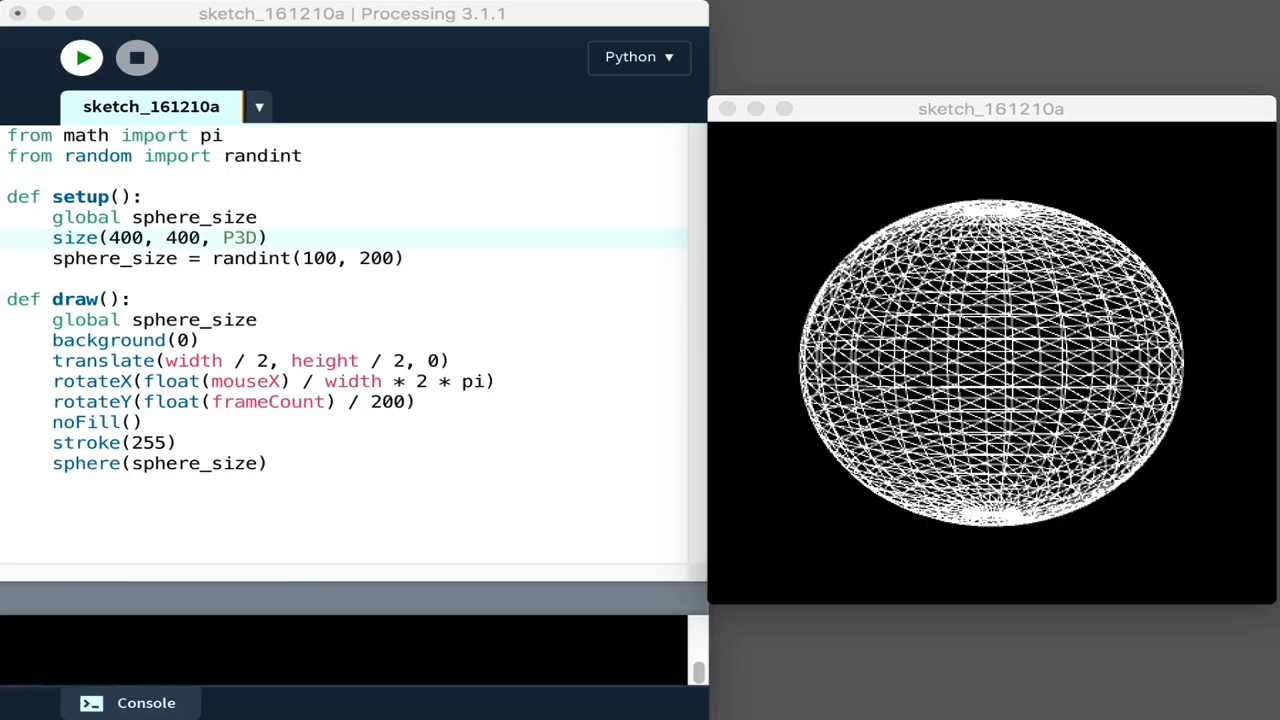 sketch_161210a | Processing 3.1.1
Python ▼
sketch_161210a ▼
from math import pi
from random import randint

def setup():
    global sphere_size
    size(400, 400, P3D)
    sphere_size = randint(100, 200)

def draw():
    global sphere_size
    background(0)
    translate(width / 2, height / 2, 0)
    rotateX(float(mouseX) / width * 2 * pi)
    rotateY(float(frameCount) / 200)
    noFill()
    stroke(255)
    sphere(sphere_size)
Console
sketch_161210a